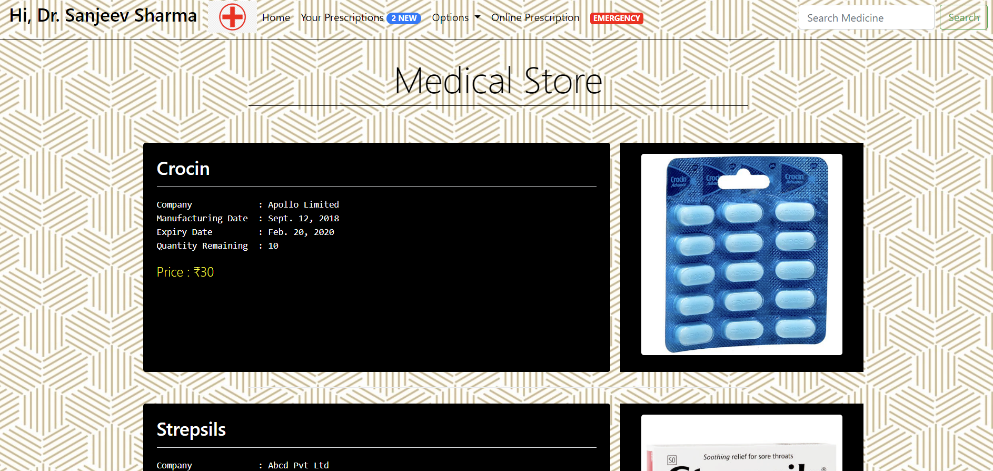 Hi, Dr. Sanjeev Sharma Home Your Prescriptions 2 NEW Options Online Prescription EMERGENCY Search Medicine Search
Medical Store
Crocin
Company : Apollo Limited
Manufacturing Date : Sept. 12, 2018
Expiry Date : Feb. 20, 2020
Quantity Remaining : 10
Price : ₹30
Crocin Crocin
Strepsils
Company : Abcd Pvt Ltd
Soothing relief for sore throats